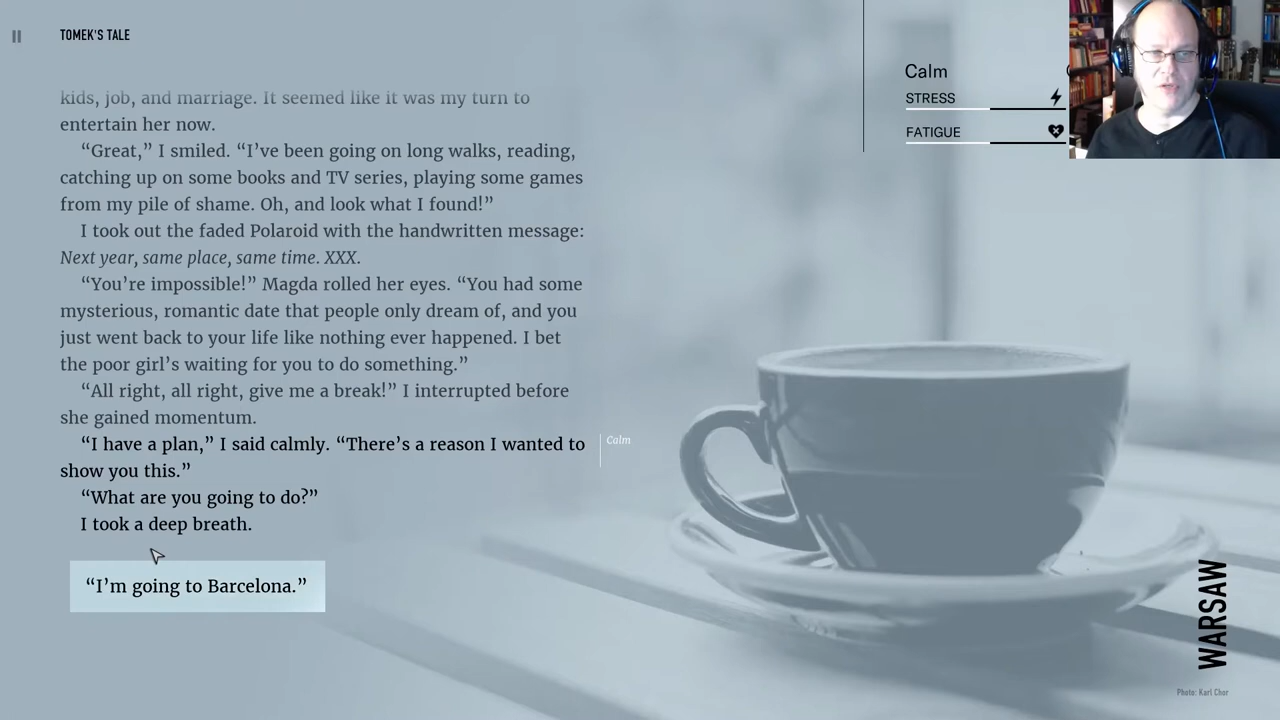 TOMEK'S TALE
kids, job, and marriage. It seemed like it was my turn to
entertain her now.
“Great,” I smiled. “I’ve been going on long walks, reading,
catching up on some books and TV series, playing some games
from my pile of shame. Oh, and look what I found!”
I took out the faded Polaroid with the handwritten message:
Next year, same place, same time. XXX.
“You’re impossible!” Magda rolled her eyes. “You had some
mysterious, romantic date that people only dream of, and you
just went back to your life like nothing ever happened. I bet
the poor girl’s waiting for you to do something.”
“All right, all right, give me a break!” I interrupted before
she gained momentum.
“I have a plan,” I said calmly. “There’s a reason I wanted to
show you this.”
Calm
“What are you going to do?”
I took a deep breath.
“I’m going to Barcelona.”
Calm
STRESS
FATIGUE
WARSAW
Photo: Karl Chor